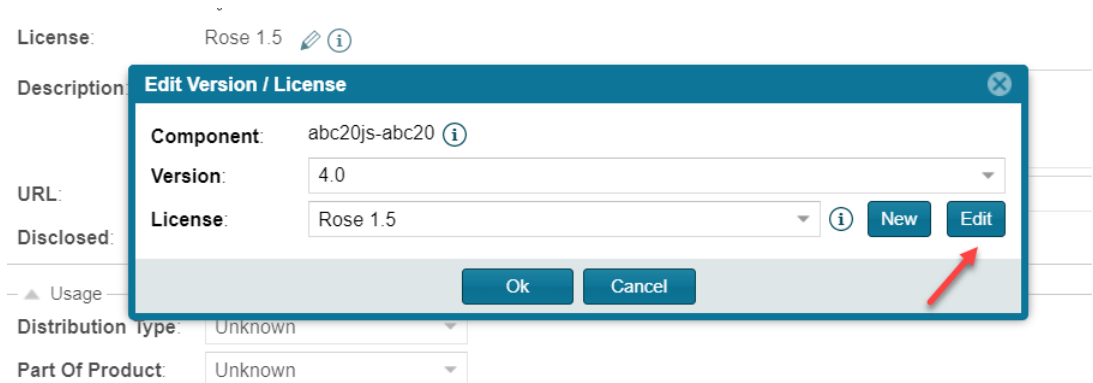 License: Rose 1.5
Description:
Edit Version / License
Component: abc20js-abc20
Version: 4.0
License: Rose 1.5 New Edit
URL:
Disclosed:
Ok Cancel
Usage
Distribution Type: Unknown
Part Of Product: Unknown